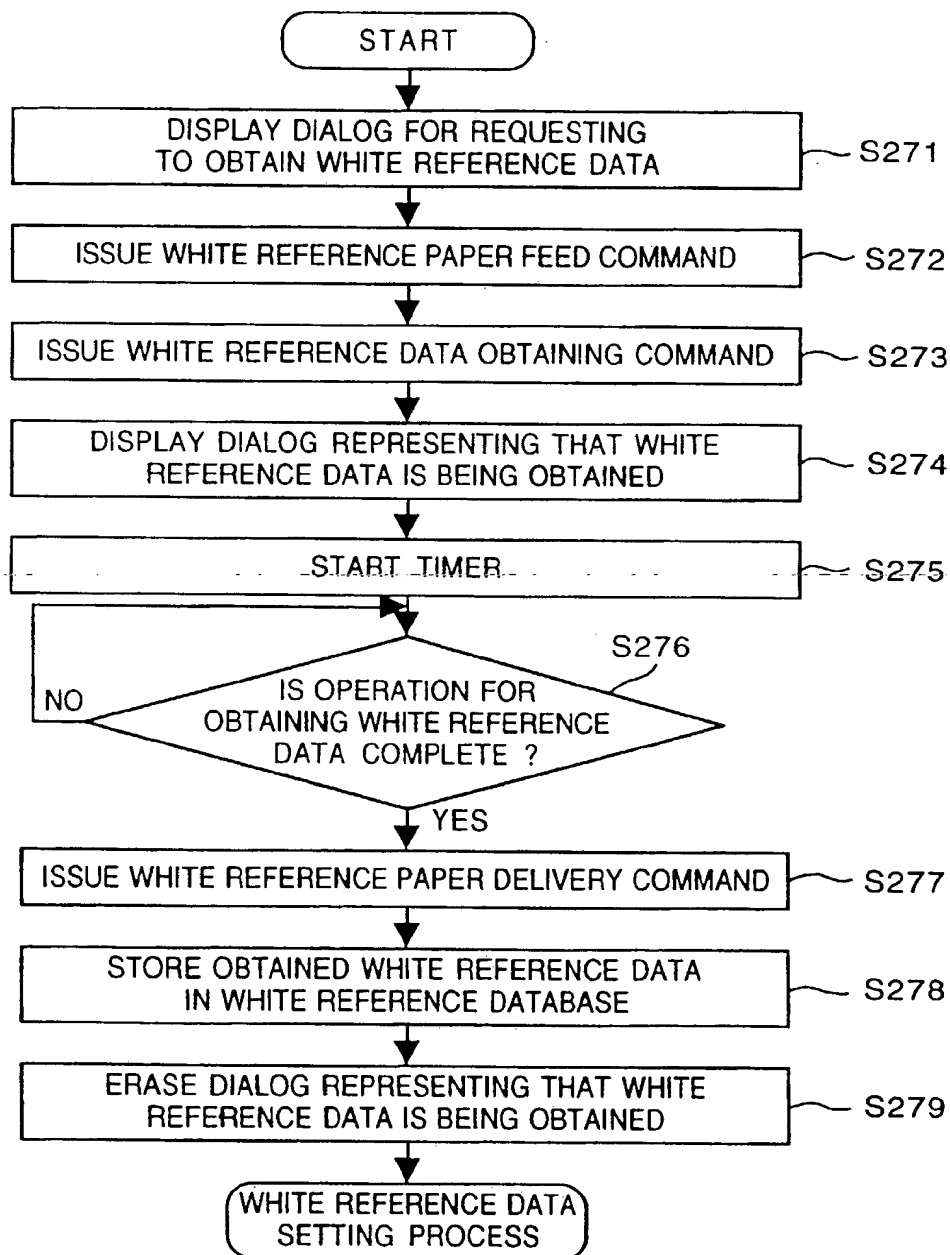 START
DISPLAY DIALOG FOR REQUESTING
TO OBTAIN WHITE REFERENCE DATA
S271
ISSUE WHITE REFERENCE PAPER FEED COMMAND
S272
ISSUE WHITE REFERENCE DATA OBTAINING COMMAND
S273
DISPLAY DIALOG REPRESENTING THAT WHITE
REFERENCE DATA IS BEING OBTAINED
S274
START TIMER
S275
S276
IS OPERATION FOR
OBTAINING WHITE REFERENCE
DATA COMPLETE ?
NO
YES
ISSUE WHITE REFERENCE PAPER DELIVERY COMMAND
S277
STORE OBTAINED WHITE REFERENCE DATA
IN WHITE REFERENCE DATABASE
S278
ERASE DIALOG REPRESENTING THAT WHITE
REFERENCE DATA IS BEING OBTAINED
S279
WHITE REFERENCE DATA
SETTING PROCESS